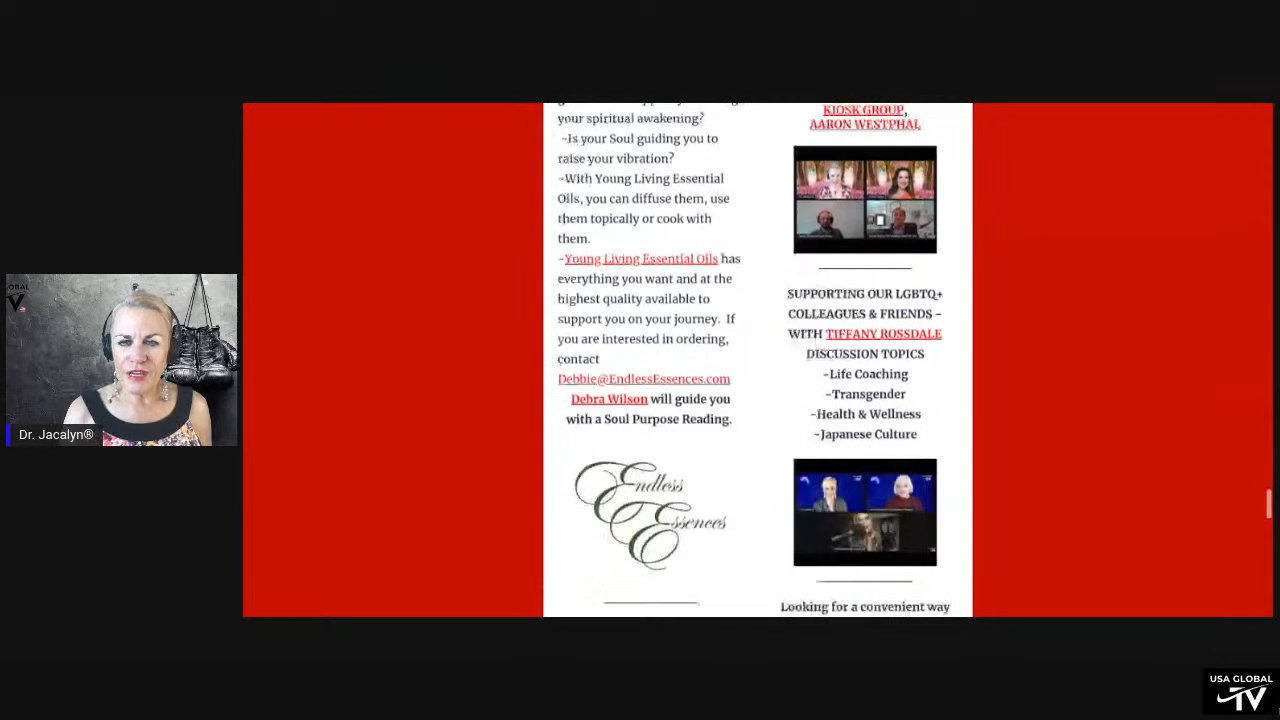 your spiritual awakening?
-Is your Soul guiding you to
raise your vibration?
-With Young Living Essential
Oils, you can diffuse them, use
them topically or cook with
them.
-Young Living Essential Oils has
everything you want and at the
highest quality available to
support you on your journey. If
you are interested in ordering,
contact
Debbie@EndlessEssences.com
Debra Wilson will guide you
with a Soul Purpose Reading.
Endless
Essences
KIOSK GROUP,
AARON WESTPHAL
SUPPORTING OUR LGBTQ+
COLLEAGUES & FRIENDS -
WITH TIFFANY ROSSDALE
DISCUSSION TOPICS
-Life Coaching
-Transgender
-Health & Wellness
-Japanese Culture
Looking for a convenient way
Dr. Jacalyn®
USA GLOBAL
TV